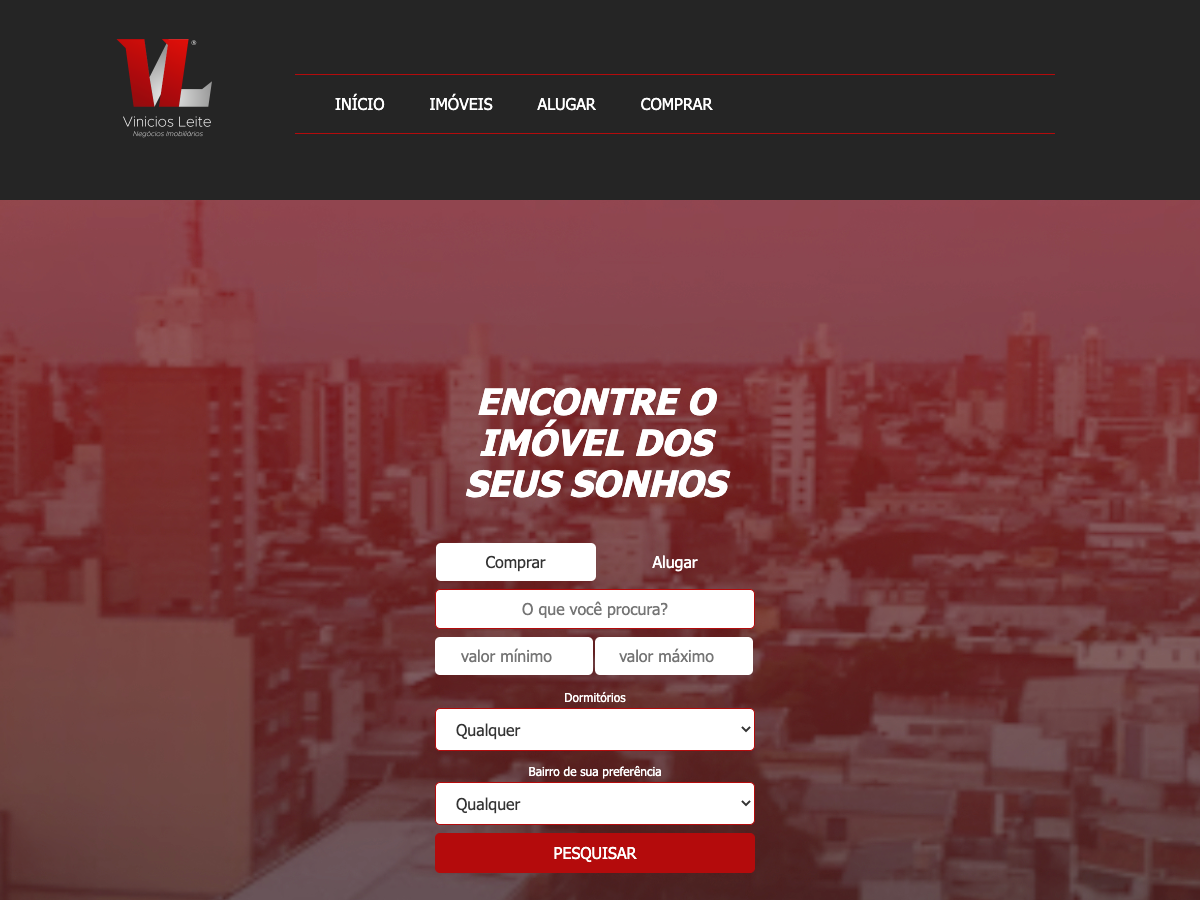 Vinicios Leite
Negócios Imobiliários
INÍCIO
IMÓVEIS
ALUGAR
COMPRAR
ENCONTRE O
IMÓVEL DOS
SEUS SONHOS
Comprar
Alugar
O que você procura?
valor mínimo
valor máximo
Dormitórios
Qualquer
Bairro de sua preferência
Qualquer
PESQUISAR